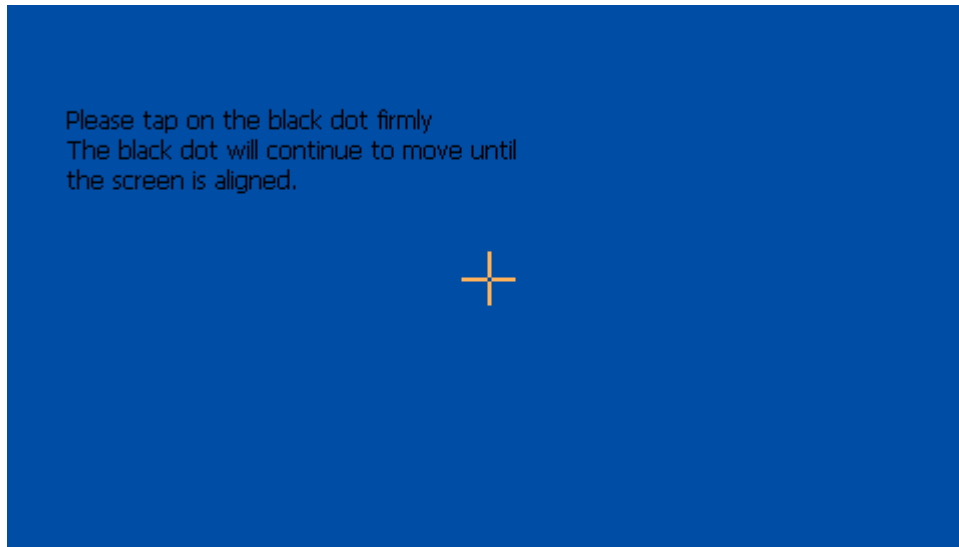 Please tap on the black dot firmly
The black dot will continue to move until
the screen is aligned.